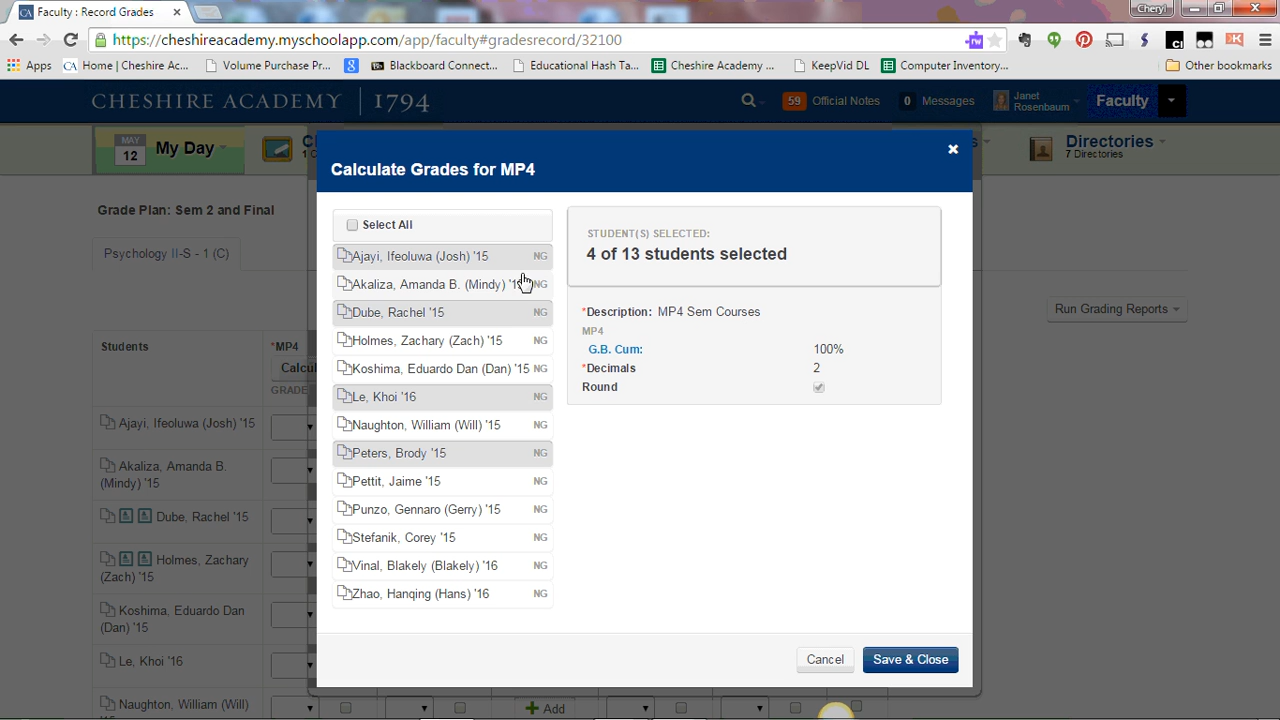 Faculty : Record Grades
Cheryl
https://cheshireacademy.myschoolapp.com/app/faculty#gradesrecord/32100
Apps
Home | Cheshire Ac...
Volume Purchase Pr...
Blackboard Connect...
Educational Hash Ta...
Cheshire Academy ...
KeepVid DL
Computer Inventory...
Other bookmarks
CHESHIRE ACADEMY | 1794
59 Official Notes
0 Messages
Janet
Rosenbaum
Faculty
MAY
12
My Day
Directories
7 Directories
Calculate Grades for MP4
Grade Plan: Sem 2 and Final
Psychology II-S - 1 (C)
Run Grading Reports
Students
*MP4
Calcu
GRADE
Ajayi, Ifeoluwa (Josh) '15
Akaliza, Amanda B.
(Mindy) '15
Dube, Rachel '15
Holmes, Zachary
(Zach) '15
Koshima, Eduardo Dan
(Dan) '15
Le, Khoi '16
Naughton, William (Will)
Add
Select All
Ajayi, Ifeoluwa (Josh) '15 NG
Akaliza, Amanda B. (Mindy) NG
Dube, Rachel '15 NG
Holmes, Zachary (Zach) '15 NG
Koshima, Eduardo Dan (Dan) '15 NG
Le, Khoi '16 NG
Naughton, William (Will) '15 NG
Peters, Brody '15 NG
Pettit, Jaime '15 NG
Punzo, Gennaro (Gerry) '15 NG
Stefanik, Corey '15 NG
Vinal, Blakely (Blakely) '16 NG
Zhao, Hanqing (Hans) '16 NG
STUDENT(S) SELECTED:
4 of 13 students selected
*Description: MP4 Sem Courses
MP4
G.B. Cum: 100%
*Decimals 2
Round
Cancel
Save & Close